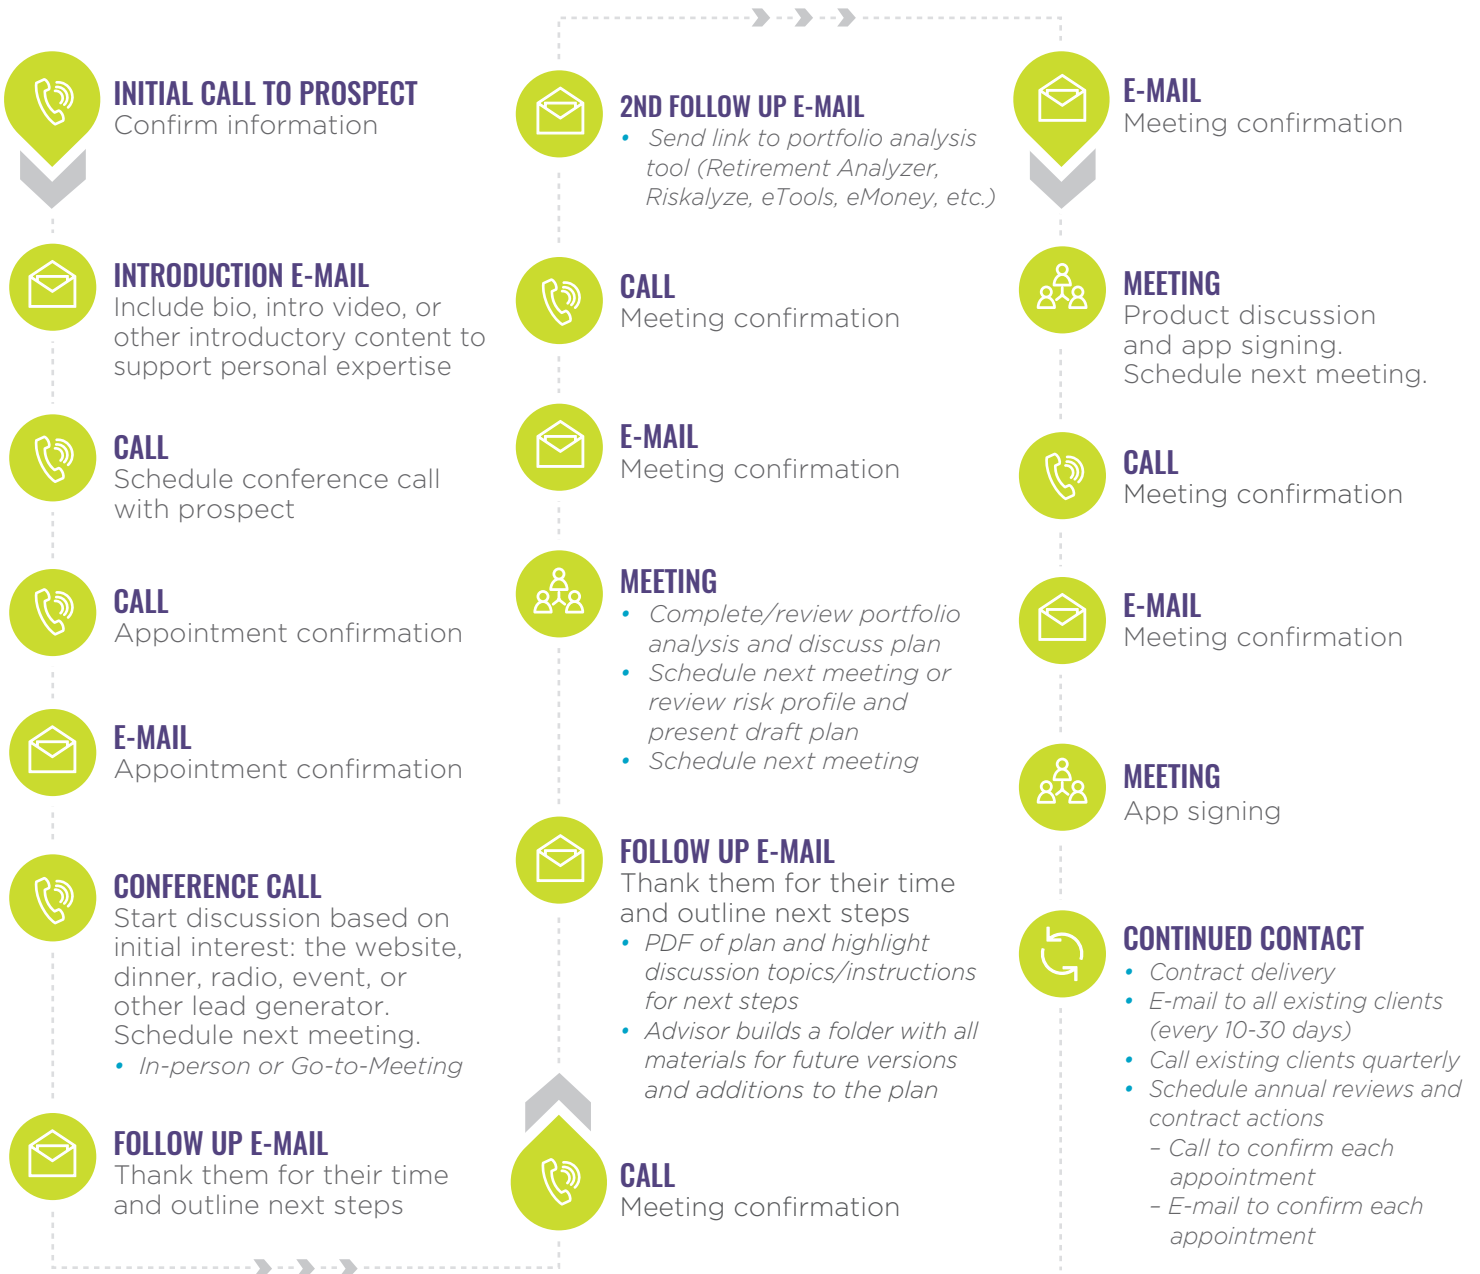 INITIAL CALL TO PROSPECT
Confirm information
INTRODUCTION E-MAIL
Include bio, intro video, or
other introductory content to
support personal expertise
CALL
Schedule conference call
with prospect
CALL
Appointment confirmation
E-MAIL
Appointment confirmation
CONFERENCE CALL
Start discussion based on
initial interest: the website,
dinner, radio, event, or
other lead generator.
Schedule next meeting.
• In-person or Go-to-Meeting
FOLLOW UP E-MAIL
Thank them for their time
and outline next steps
2ND FOLLOW UP E-MAIL
• Send link to portfolio analysis
tool (Retirement Analyzer,
Riskalyze, eTools, eMoney, etc.)
CALL
Meeting confirmation
E-MAIL
Meeting confirmation
MEETING
• Complete/review portfolio
analysis and discuss plan
• Schedule next meeting or
review risk profile and
present draft plan
• Schedule next meeting
FOLLOW UP E-MAIL
Thank them for their time
and outline next steps
• PDF of plan and highlight
discussion topics/instructions
for next steps
• Advisor builds a folder with all
materials for future versions
and additions to the plan
CALL
Meeting confirmation
E-MAIL
Meeting confirmation
MEETING
Product discussion
and app signing.
Schedule next meeting.
CALL
Meeting confirmation
E-MAIL
Meeting confirmation
MEETING
App signing
CONTINUED CONTACT
• Contract delivery
• E-mail to all existing clients
(every 10-30 days)
• Call existing clients quarterly
• Schedule annual reviews and
contract actions
– Call to confirm each
appointment
– E-mail to confirm each
appointment